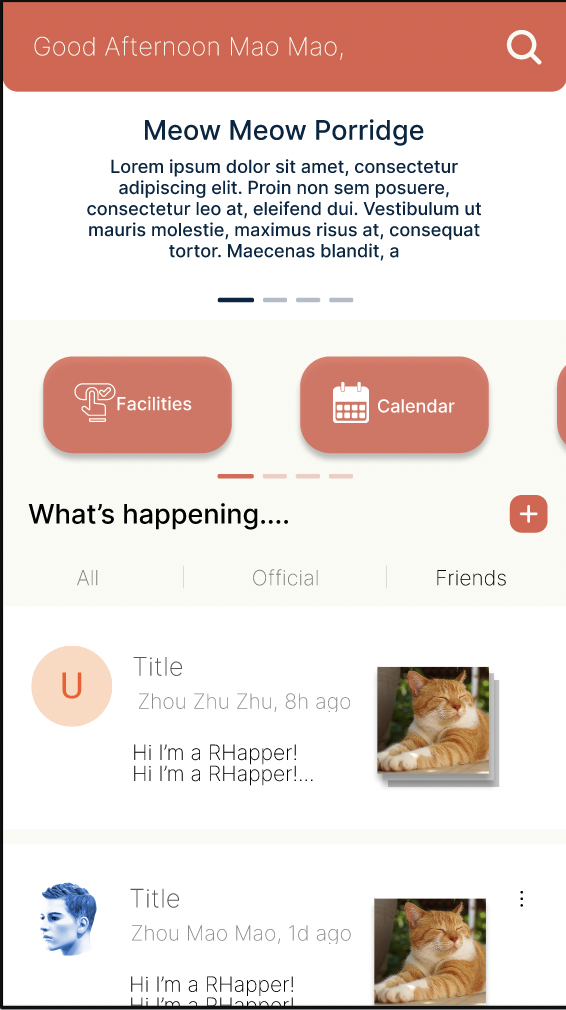 Good Afternoon Mao Mao,
Meow Meow Porridge
Lorem ipsum dolor sit amet, consectetur
adipiscing elit. Proin non sem posuere,
consectetur leo at, eleifend dui. Vestibulum ut
mauris molestie, maximus risus at, consequat
tortor. Maecenas blandit, a
Facilities
Calendar
What’s happening....
All
Official
Friends
U
Title
Zhou Zhu Zhu, 8h ago
Hi I’m a RHapper!
Hi I’m a RHapper!...
Title
Zhou Mao Mao, 1d ago
Hi I’m a RHapper!
Hi I’m a RHapper!